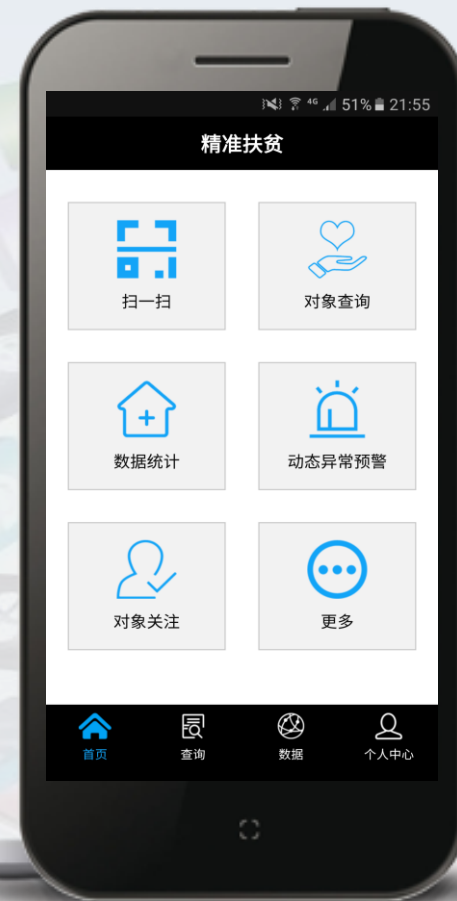 4G 51% 21:55
精准扶贫
扫一扫
对象查询
数据统计
动态异常预警
对象关注
更多
首页
查询
数据
个人中心